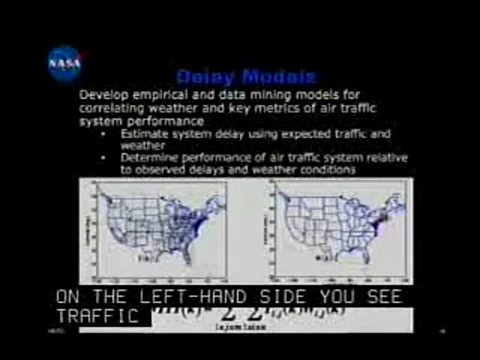 NASA
Delay Models
Develop empirical and data mining models for
correlating weather and key metrics of air traffic
system performance
• Estimate system delay using expected traffic and
weather
• Determine performance of air traffic system relative
to observed delays and weather conditions
ON THE LEFT-HAND SIDE YOU SEE
TRAFFIC